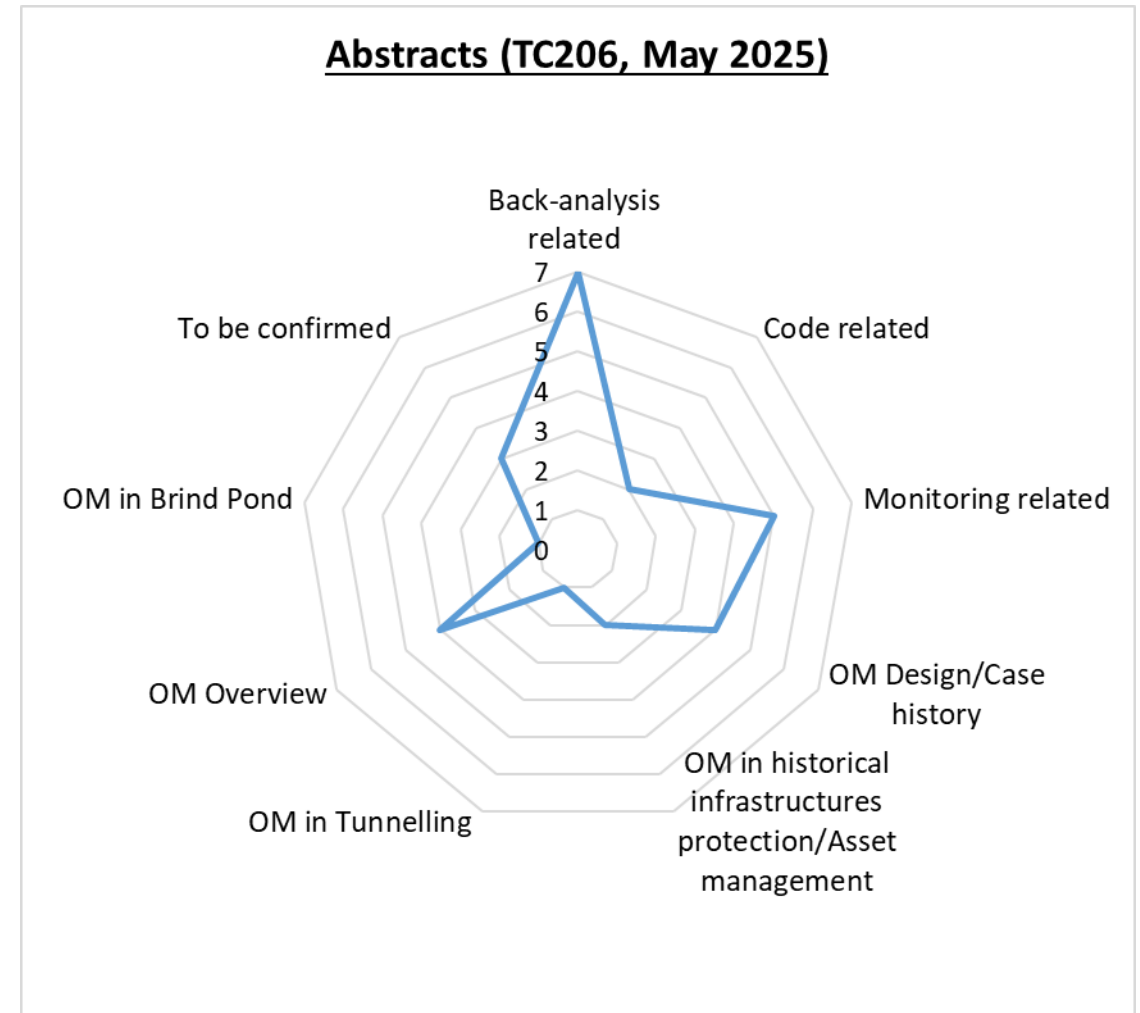 Abstracts (TC206, May 2025)
Back-analysis
related
7
6
5
4
3
2
1
0
Code related
Monitoring related
OM Design/Case
history
OM in historical
infrastructures
protection/Asset
management
OM in Tunnelling
OM Overview
OM in Brind Pond
To be confirmed